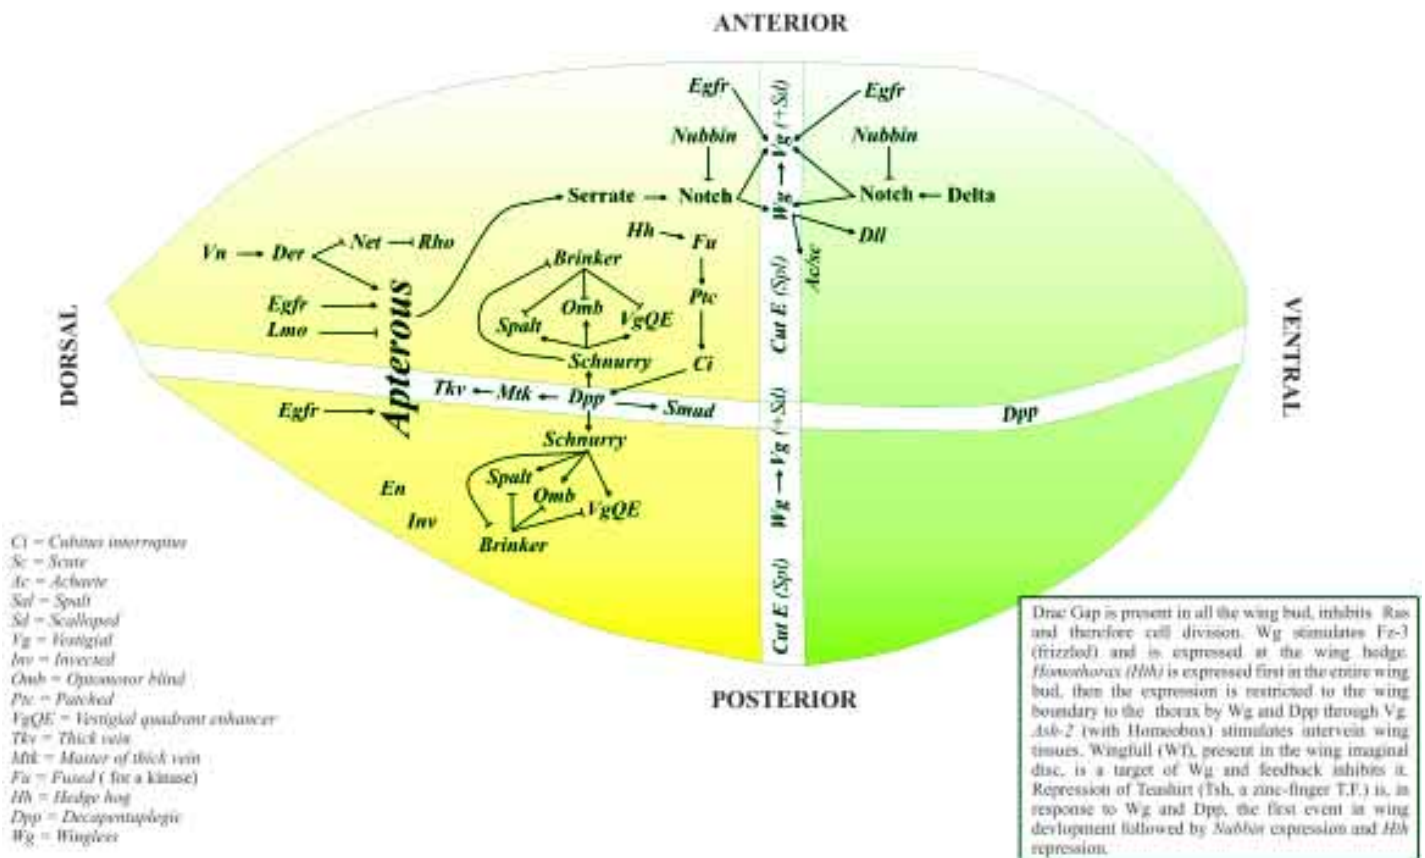 ANTERIOR
Egfr
Egfr
Nubbin
Nubbin
Vg (+Sd)
Serrate
Notch
Wg
Notch
Delta
Dll
Ac/sc
Hh
Fu
Vn
Der
Net
Rho
Brinker
Ptc
Egfr
Omb
Spalt
VgQE
Lmo
Apterous
Schnurry
Ci
Cut E (Spl)
DORSAL
VENTRAL
Tkv
Mtk
Dpp
Smad
Dpp
Egfr
Schnurry
Wg
Vg (+Sd)
Spalt
Omb
VgQE
En
Inv
Brinker
Cut E (Spl)
POSTERIOR
Ci = Cubitus interruptus
Sc = Scute
Ac = Achaete
Sal = Spalt
Sd = Scalloped
Vg = Vestigial
Inv = Invected
Omb = Optomotor blind
Ptc = Patched
VgQE = Vestigial quadrant enhancer
Tkv = Thick vein
Mtk = Master of thick vein
Fu = Fused ( for a kinase)
Hh = Hedge hog
Dpp = Decapentaplegic
Wg = Wingless
Drac Gap is present in all the wing bud, inhibits Ras
and therefore cell division. Wg stimulates Fz-3
(frizzled) and is expressed at the wing hedge.
Homothorax (Hth) is expressed first in the entire wing
bud, then the expression is restricted to the wing
boundary to the thorax by Wg and Dpp through Vg.
Ash-2 (with Homeobox) stimulates intervein wing
tissues. Wingfull (Wf), present in the wing imaginal
disc, is a target of Wg and feedback inhibits it.
Repression of Teashirt (Tsh, a zinc-finger T.F.) is, in
response to Wg and Dpp, the first event in wing
devlopment followed by Nubbin expression and Hth
repression.